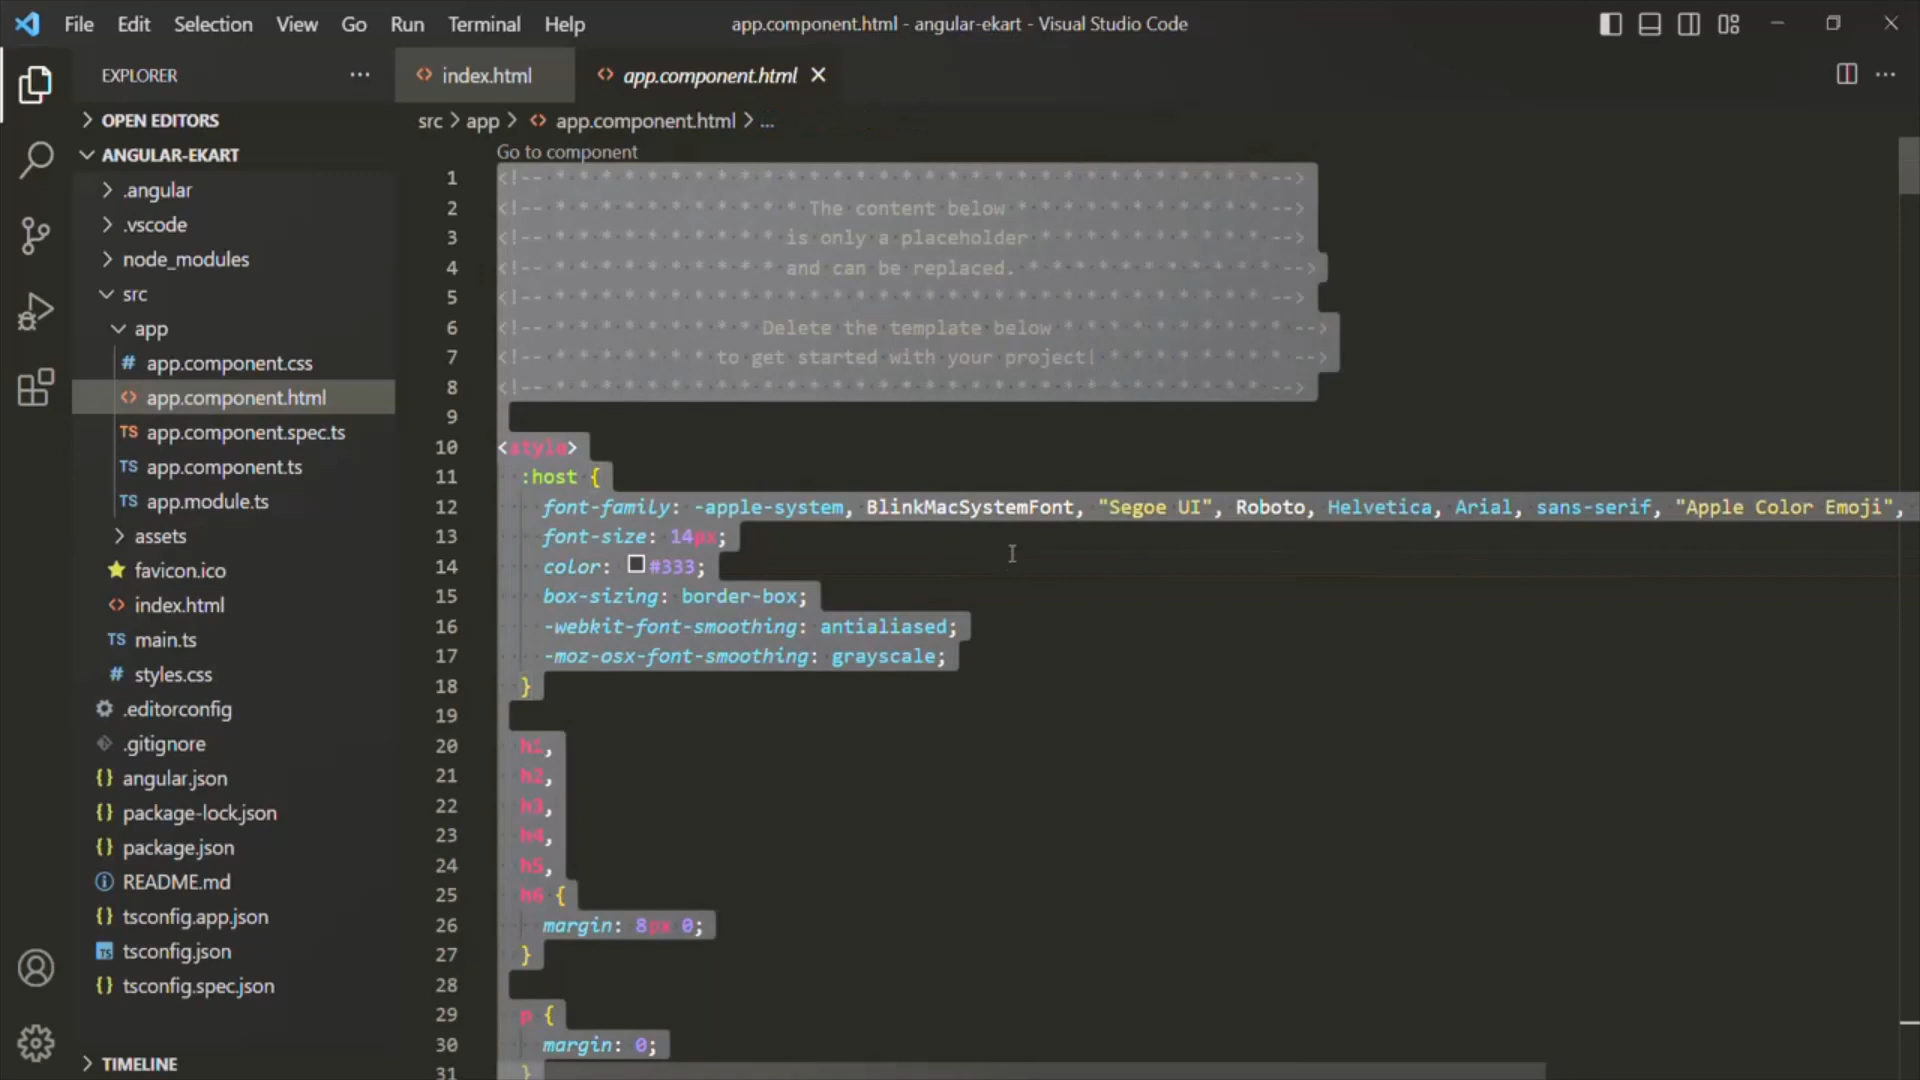 File Edit Selection View Go Run Terminal Help
app.component.html - angular-ekart - Visual Studio Code
EXPLORER
OPEN EDITORS
ANGULAR-EKART
.angular
.vscode
node_modules
src
app
app.component.css
app.component.html
app.component.spec.ts
app.component.ts
app.module.ts
assets
favicon.ico
index.html
main.ts
styles.css
.editorconfig
.gitignore
angular.json
package-lock.json
package.json
README.md
tsconfig.app.json
tsconfig.json
tsconfig.spec.json
TIMELINE
index.html
app.component.html
src > app > app.component.html > ...
Go to component
1 <!-- * * * * * * * * * * * * * * * * * * * * * * * * * * * * * * * -->
2 <!-- * * * * * * * * * * * The content below * * * * * * * * * * * -->
3 <!-- * * * * * * * * * * is only a placeholder * * * * * * * * * * -->
4 <!-- * * * * * * * * * * and can be replaced. * * * * * * * * * * * -->
5 <!-- * * * * * * * * * * * * * * * * * * * * * * * * * * * * * * * -->
6 <!-- * * * * * * * * * Delete the template below * * * * * * * * * * -->
7 <!-- * * * * * * * to get started with your project! * * * * * * * * -->
8 <!-- * * * * * * * * * * * * * * * * * * * * * * * * * * * * * * * -->
9
10 <style>
11 :host {
12 font-family: -apple-system, BlinkMacSystemFont, "Segoe UI", Roboto, Helvetica, Arial, sans-serif, "Apple Color Emoji",
13 font-size: 14px;
14 color: #333;
15 box-sizing: border-box;
16 -webkit-font-smoothing: antialiased;
17 -moz-osx-font-smoothing: grayscale;
18 }
19
20 h1,
21 h2,
22 h3,
23 h4,
24 h5,
25 h6 {
26 margin: 8px 0;
27 }
28
29 p {
30 margin: 0;
31 }